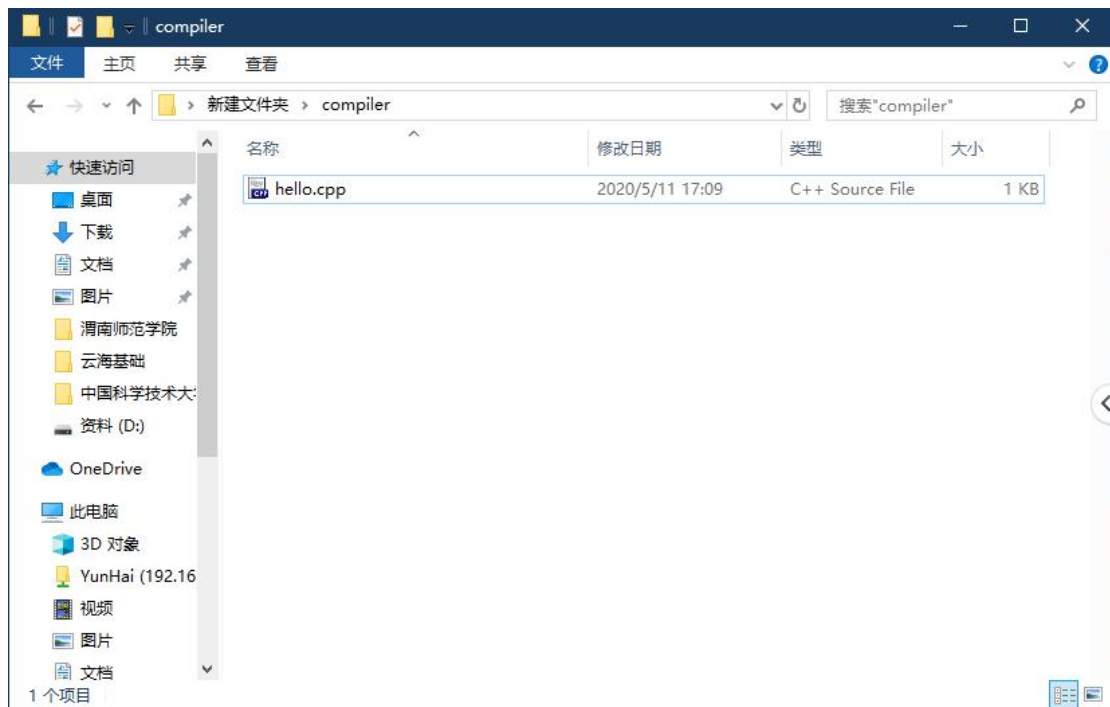 compiler
文件 主页 共享 查看
新建文件夹 › compiler 搜索"compiler"
名称 修改日期 类型 大小
快速访问
hello.cpp 2020/5/11 17:09 C++ Source File 1 KB
桌面
下载
文档
图片
渭南师范学院
云海基础
中国科学技术大
资料 (D:)
OneDrive
此电脑
3D 对象
YunHai (192.16
视频
图片
文档
1 个项目